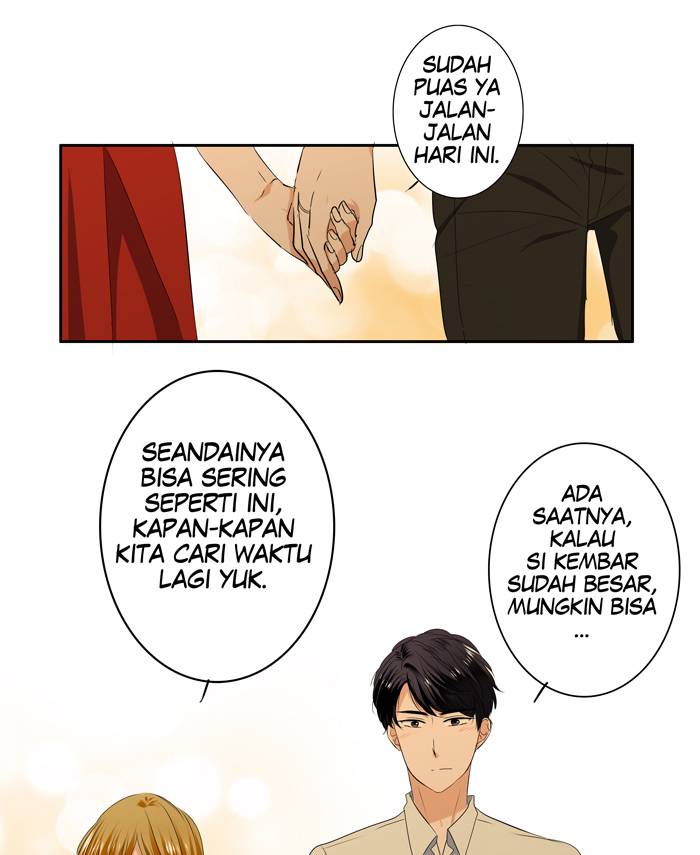 SUDAH
PUAS YA
JALAN-
JALAN
HARI INI.
SEANDAINYA
BISA SERING
SEPERTI INI,
KAPAN-KAPAN
KITA CARI WAKTU
LAGI YUK.
ADA
SAATNYA,
KALAU
SI KEMBAR
SUDAH BESAR,
MUNGKIN BISA
...